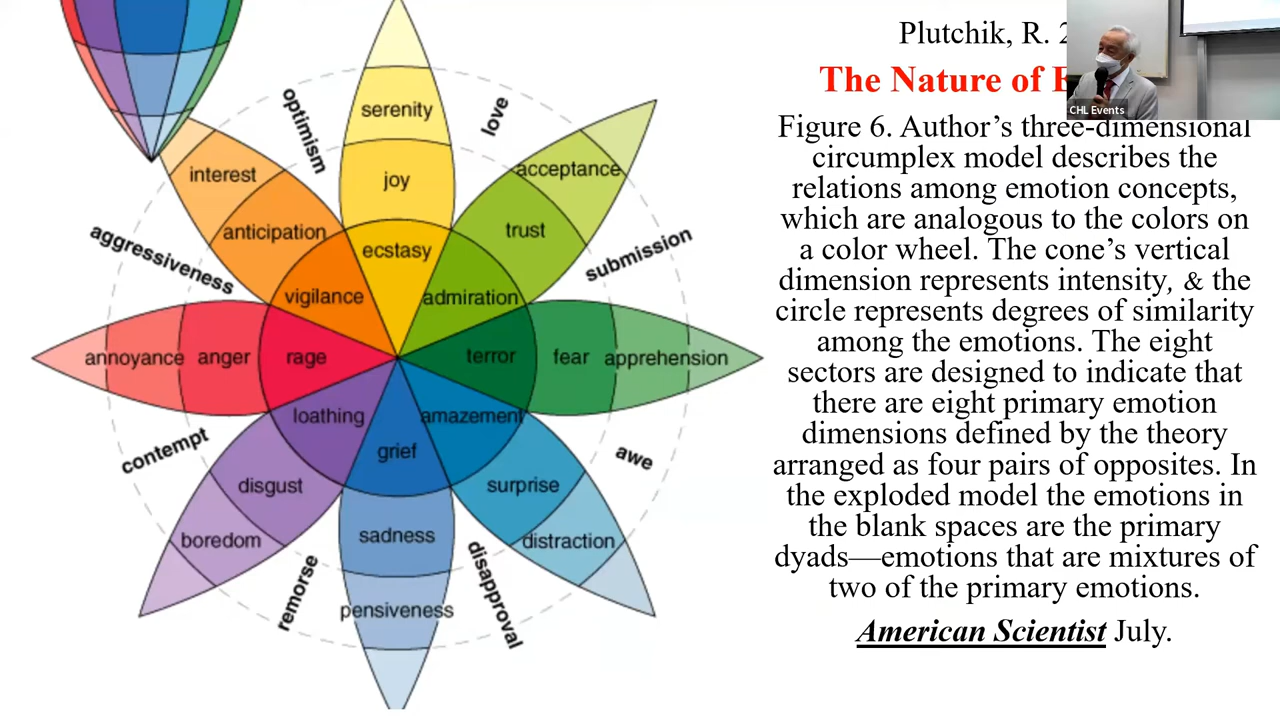 Plutchik, R.
The Nature of
CHL Events
Figure 6. Author's three-dimensional
circumplex model describes the
relations among emotion concepts,
which are analogous to the colors on
a color wheel. The cone's vertical
dimension represents intensity, & the
circle represents degrees of similarity
among the emotions. The eight
sectors are designed to indicate that
there are eight primary emotion
dimensions defined by the theory
arranged as four pairs of opposites. In
the exploded model the emotions in
the blank spaces are the primary
dyads—emotions that are mixtures of
two of the primary emotions.
American Scientist July.
optimism
serenity
love
interest
joy
acceptance
anticipation
ecstasy
trust
aggressiveness
submission
vigilance
admiration
annoyance
anger
rage
terror
fear
apprehension
loathing
amazement
contempt
grief
awe
disgust
surprise
boredom
sadness
distraction
remorse
pensiveness
disapproval